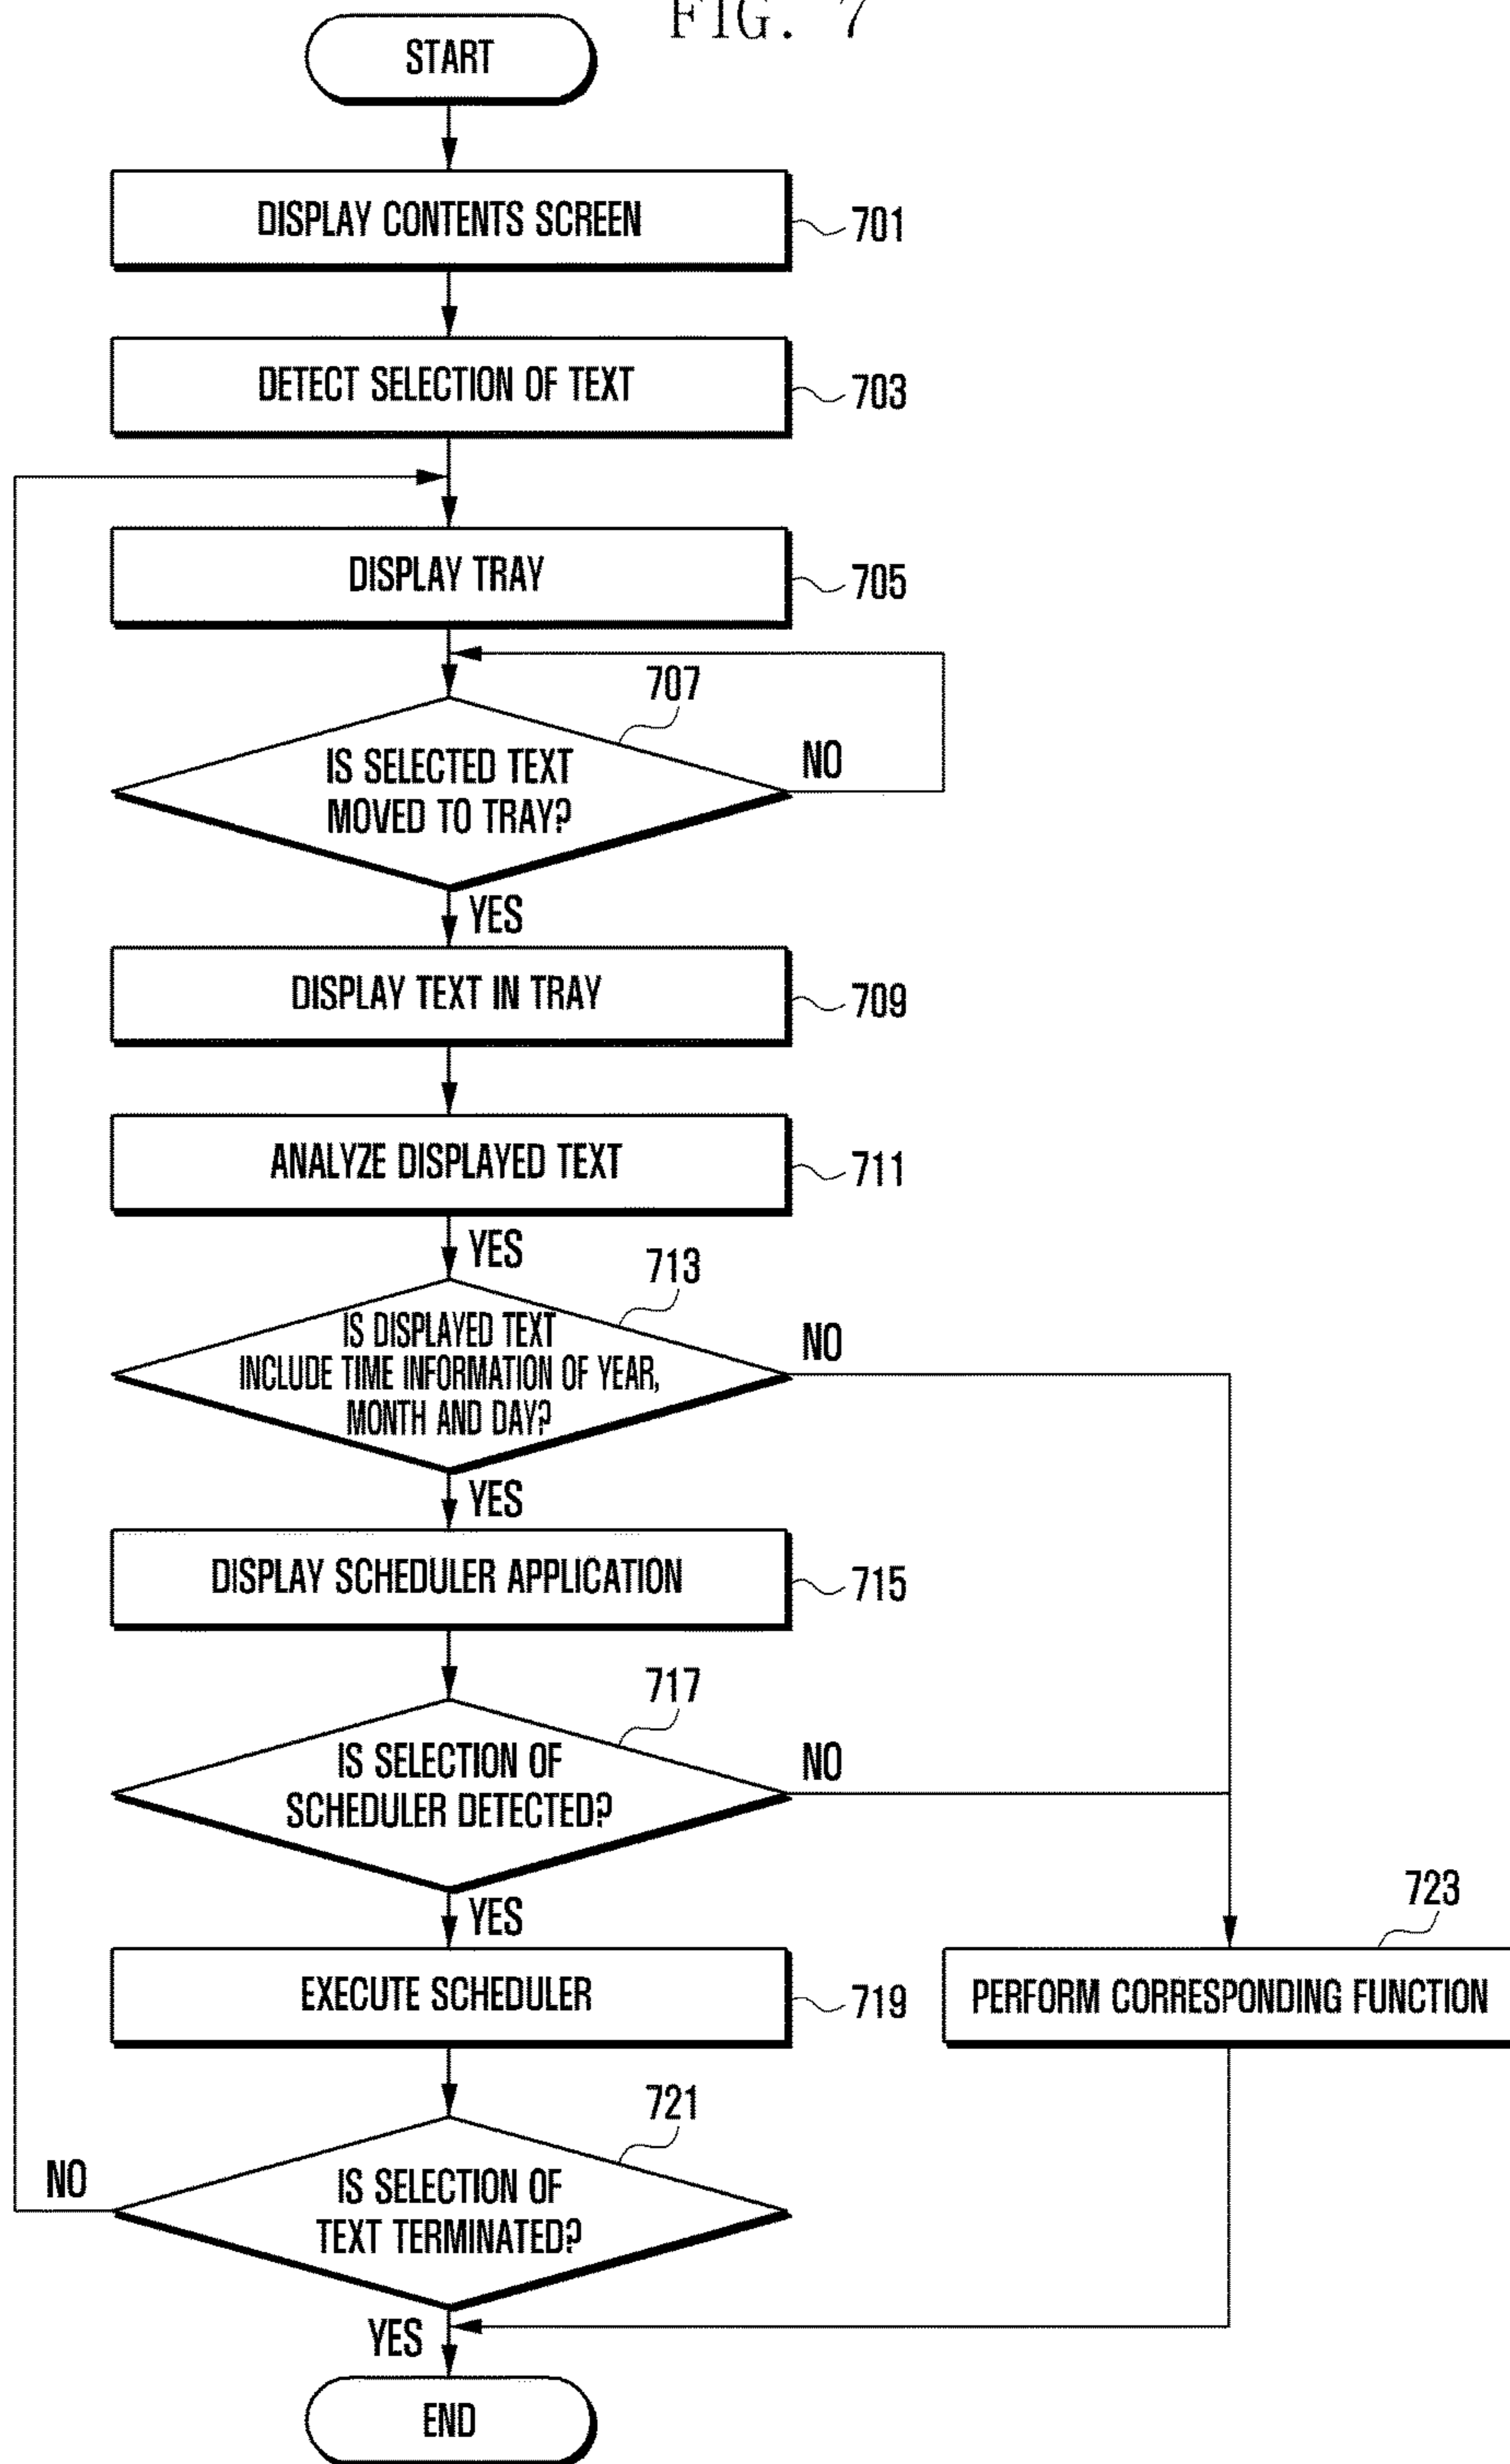 FIG. 7
START
DISPLAY CONTENTS SCREEN
701
DETECT SELECTION OF TEXT
703
DISPLAY TRAY
705
707
IS SELECTED TEXT
MOVED TO TRAY?
NO
YES
DISPLAY TEXT IN TRAY
709
ANALYZE DISPLAYED TEXT
711
YES
713
IS DISPLAYED TEXT
INCLUDE TIME INFORMATION OF YEAR,
MONTH AND DAY?
NO
YES
DISPLAY SCHEDULER APPLICATION
715
717
IS SELECTION OF
SCHEDULER DETECTED?
NO
YES
723
EXECUTE SCHEDULER
719
PERFORM CORRESPONDING FUNCTION
721
NO
IS SELECTION OF
TEXT TERMINATED?
YES
END